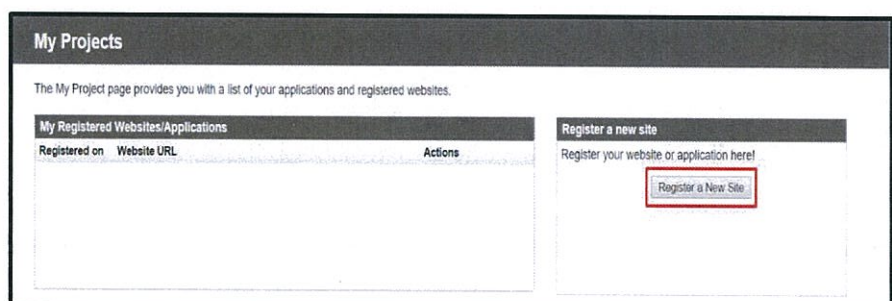 My Projects
The My Project page provides you with a list of your applications and registered websites.
My Registered Websites/Applications
Registered on Website URL Actions
Register a new site
Register your website or application here!
Register a New Site